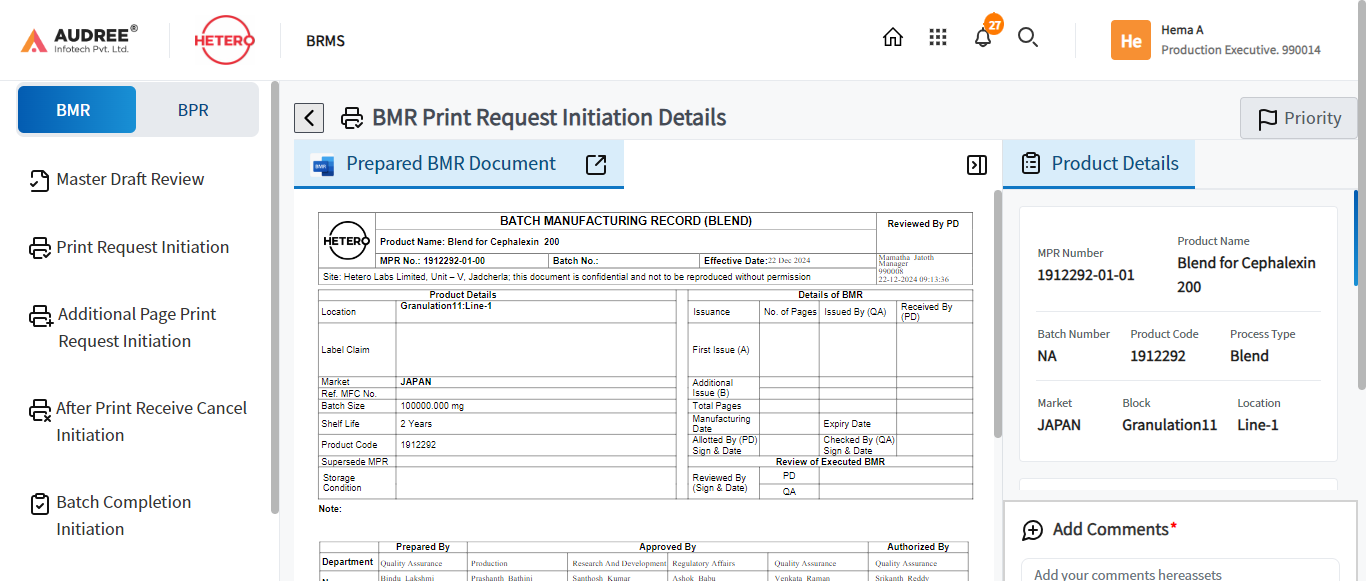 AUDREE®
Infotech Pvt. Ltd.
HETERO
BRMS
27
He
Hema A
Production Executive. 990014
BMR
BPR
Master Draft Review
Print Request Initiation
Additional Page Print
Request Initiation
After Print Receive Cancel
Initiation
Batch Completion
Initiation
BMR Print Request Initiation Details
Priority
BMR
Prepared BMR Document
HETERO
BATCH MANUFACTURING RECORD (BLEND)
Reviewed By PD
Product Name: Blend for Cephalexin 200
MPR No.: 1912292-01-00
Batch No.:
Effective Date:22 Dec 2024
Mamatha Jatoth
Manager
990008
22-12-2024 09:13:36
Site: Hetero Labs Limited, Unit – V, Jadcherla; this document is confidential and not to be reproduced without permission
Product Details
Location
Granulation11:Line-1
Label Claim
Market
JAPAN
Ref. MFC No.
Batch Size
100000.000 mg
Shelf Life
2 Years
Product Code
1912292
Supersede MPR
Storage
Condition
Details of BMR
Issuance
No. of Pages
Issued By (QA)
Received By
(PD)
First Issue (A)
Additional
Issue (B)
Total Pages
Manufacturing
Date
Expiry Date
Allotted By (PD)
Sign & Date
Checked By (QA)
Sign & Date
Review of Executed BMR
Reviewed By
(Sign & Date)
PD
QA
Note:
Prepared By
Approved By
Authorized By
Department
Quality Assurance
Production
Research And Development
Regulatory Affairs
Quality Assurance
Quality Assurance
Bindu Lakshmi
Prashanth Bathini
Santhosh Kumar
Ashok Babu
Venkata Raman
Srikanth Reddy
Product Details
MPR Number
1912292-01-01
Product Name
Blend for Cephalexin
200
Batch Number
NA
Product Code
1912292
Process Type
Blend
Market
JAPAN
Block
Granulation11
Location
Line-1
Add Comments*
Add your comments hereassets